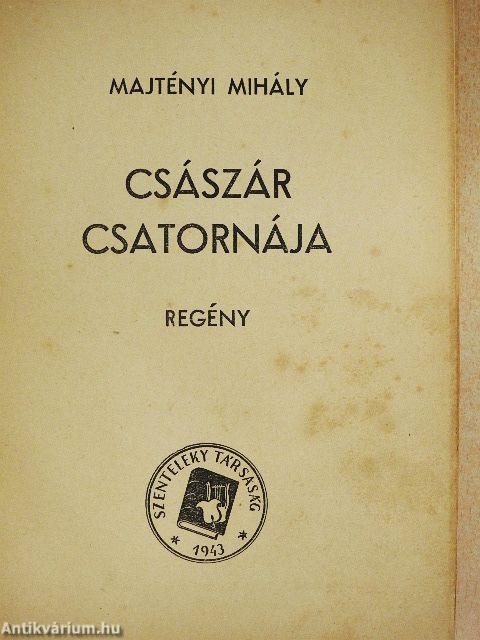 MAJTÉNYI MIHÁLY
CSÁSZÁR
CSATORNÁJA
REGÉNY
SZENTELEKY TÁRSASÁG
* 1943 *
Antikvárium.hu